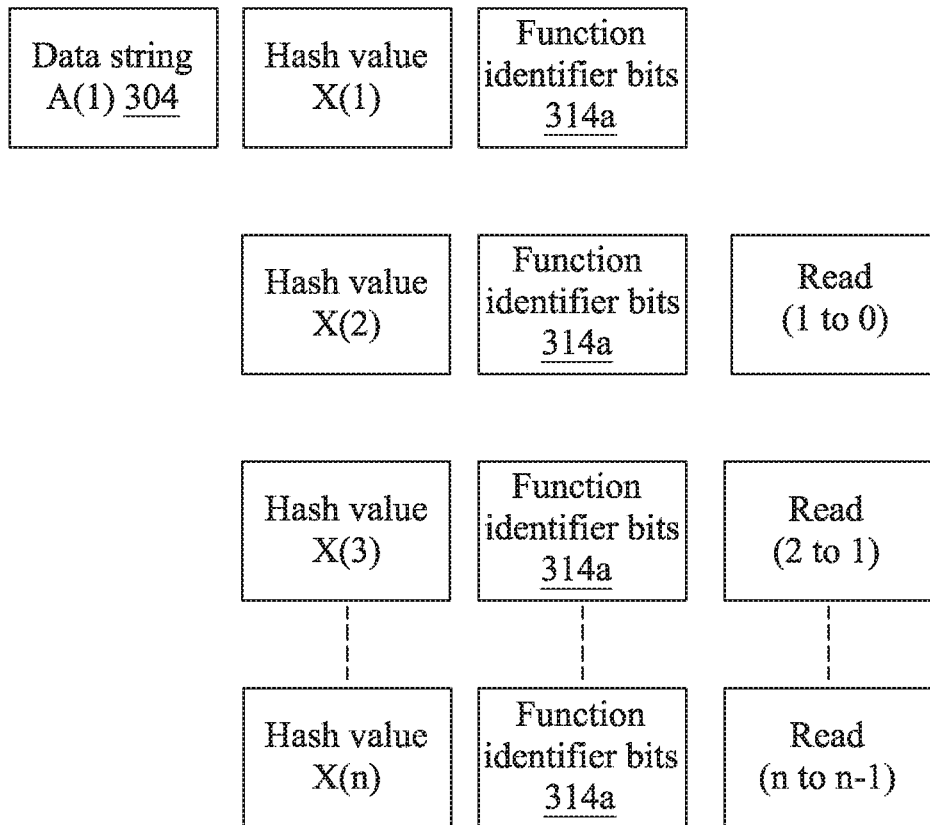 Data string
A(1) 304
Hash value
X(1)
Function
identifier bits
314a
Hash value
X(2)
Function
identifier bits
314a
Read
(1 to 0)
Hash value
X(3)
Function
identifier bits
314a
Read
(2 to 1)
Hash value
X(n)
Function
identifier bits
314a
Read
(n to n-1)